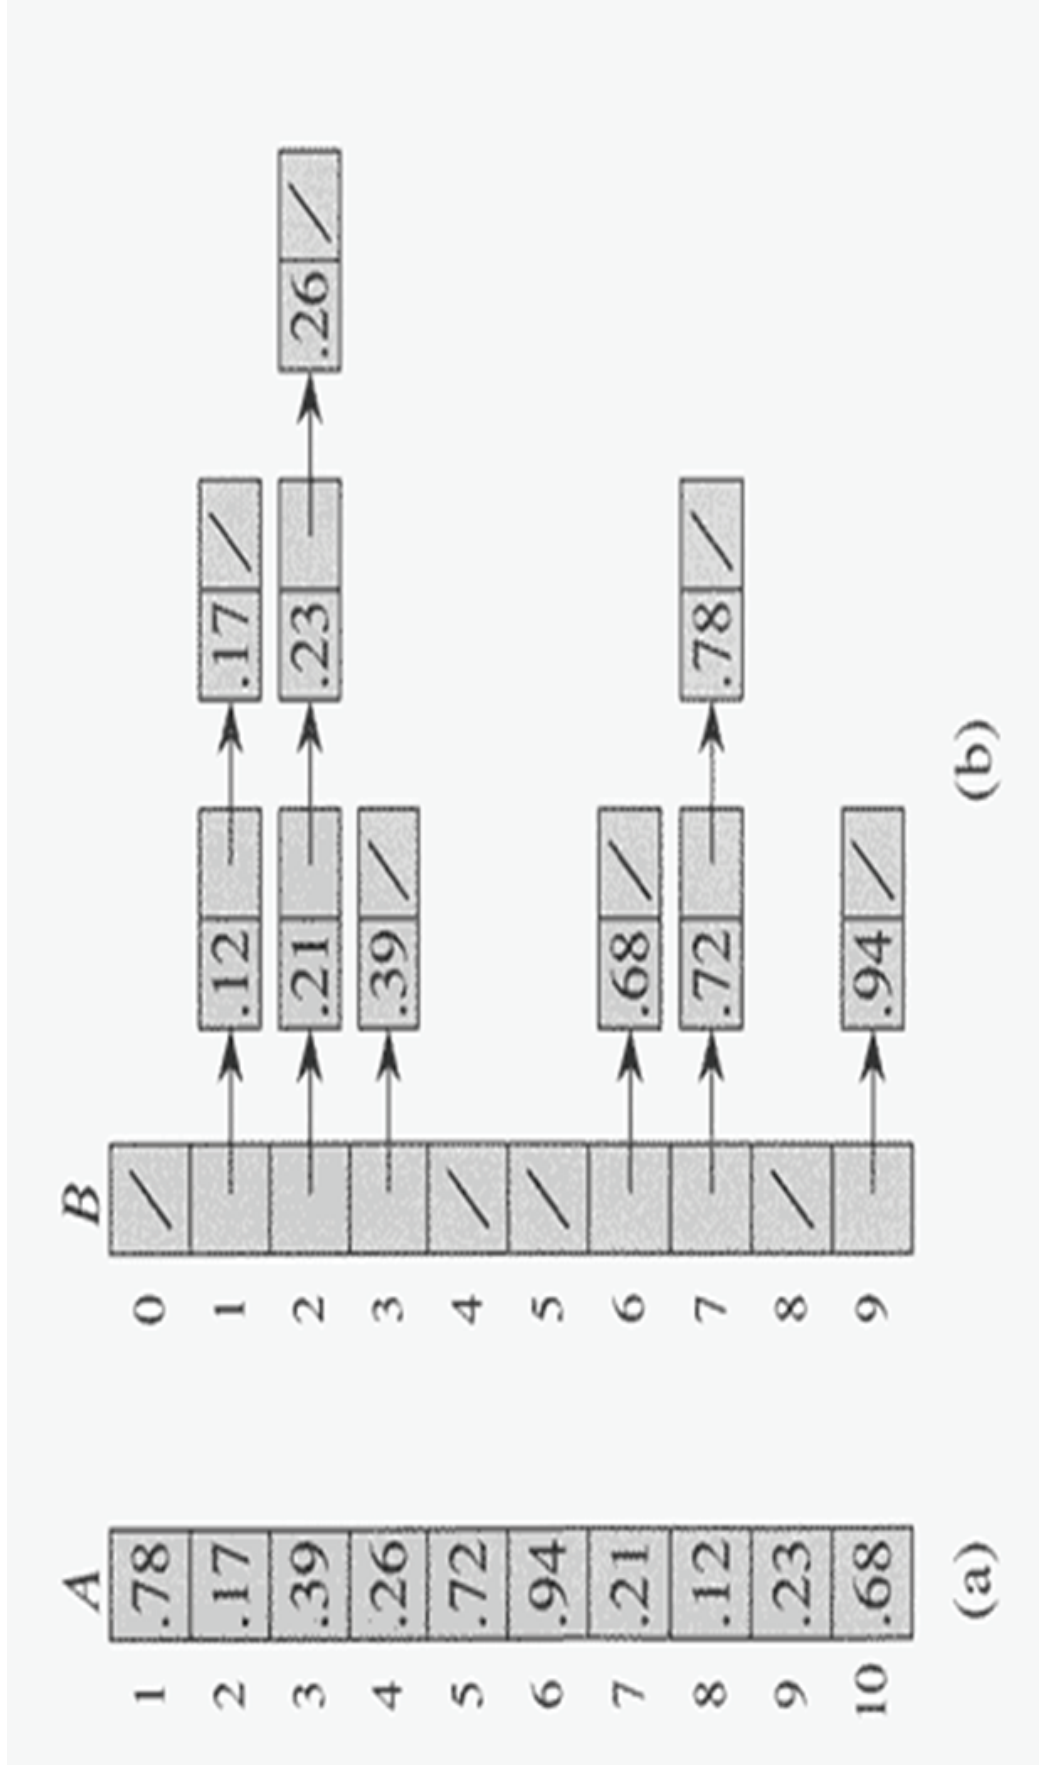 A B
1 .78 0
2 .17 1 .12 .17
3 .39 2 .21 .23 .26
4 .26 3 .39
5 .72 4
6 .94 5
7 .21 6 .68
8 .12 7 .72 .78
9 .23 8
10 .68 9 .94
(a) (b)